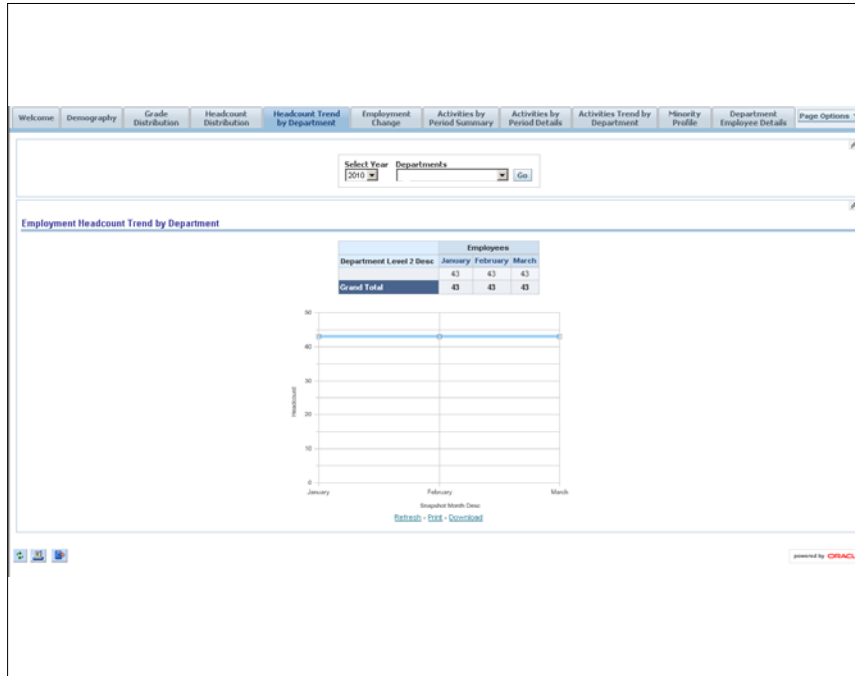 Welcome Demography Grade Distribution Headcount Distribution Headcount Trend by Department Employment Change Activities by Period Summary Activities by Period Details Activities Trend by Department Minority Profile Department Employee Details Page Options
Select Year Departments
2010 Go
Employment Headcount Trend by Department
Employees
Department Level 2 Desc January February March
43 43 43
Grand Total 43 43 43
50
40
30
20
10
0
Headcount
January February March
Snapshot Month Desc
Refresh - Print - Download
powered by ORACL